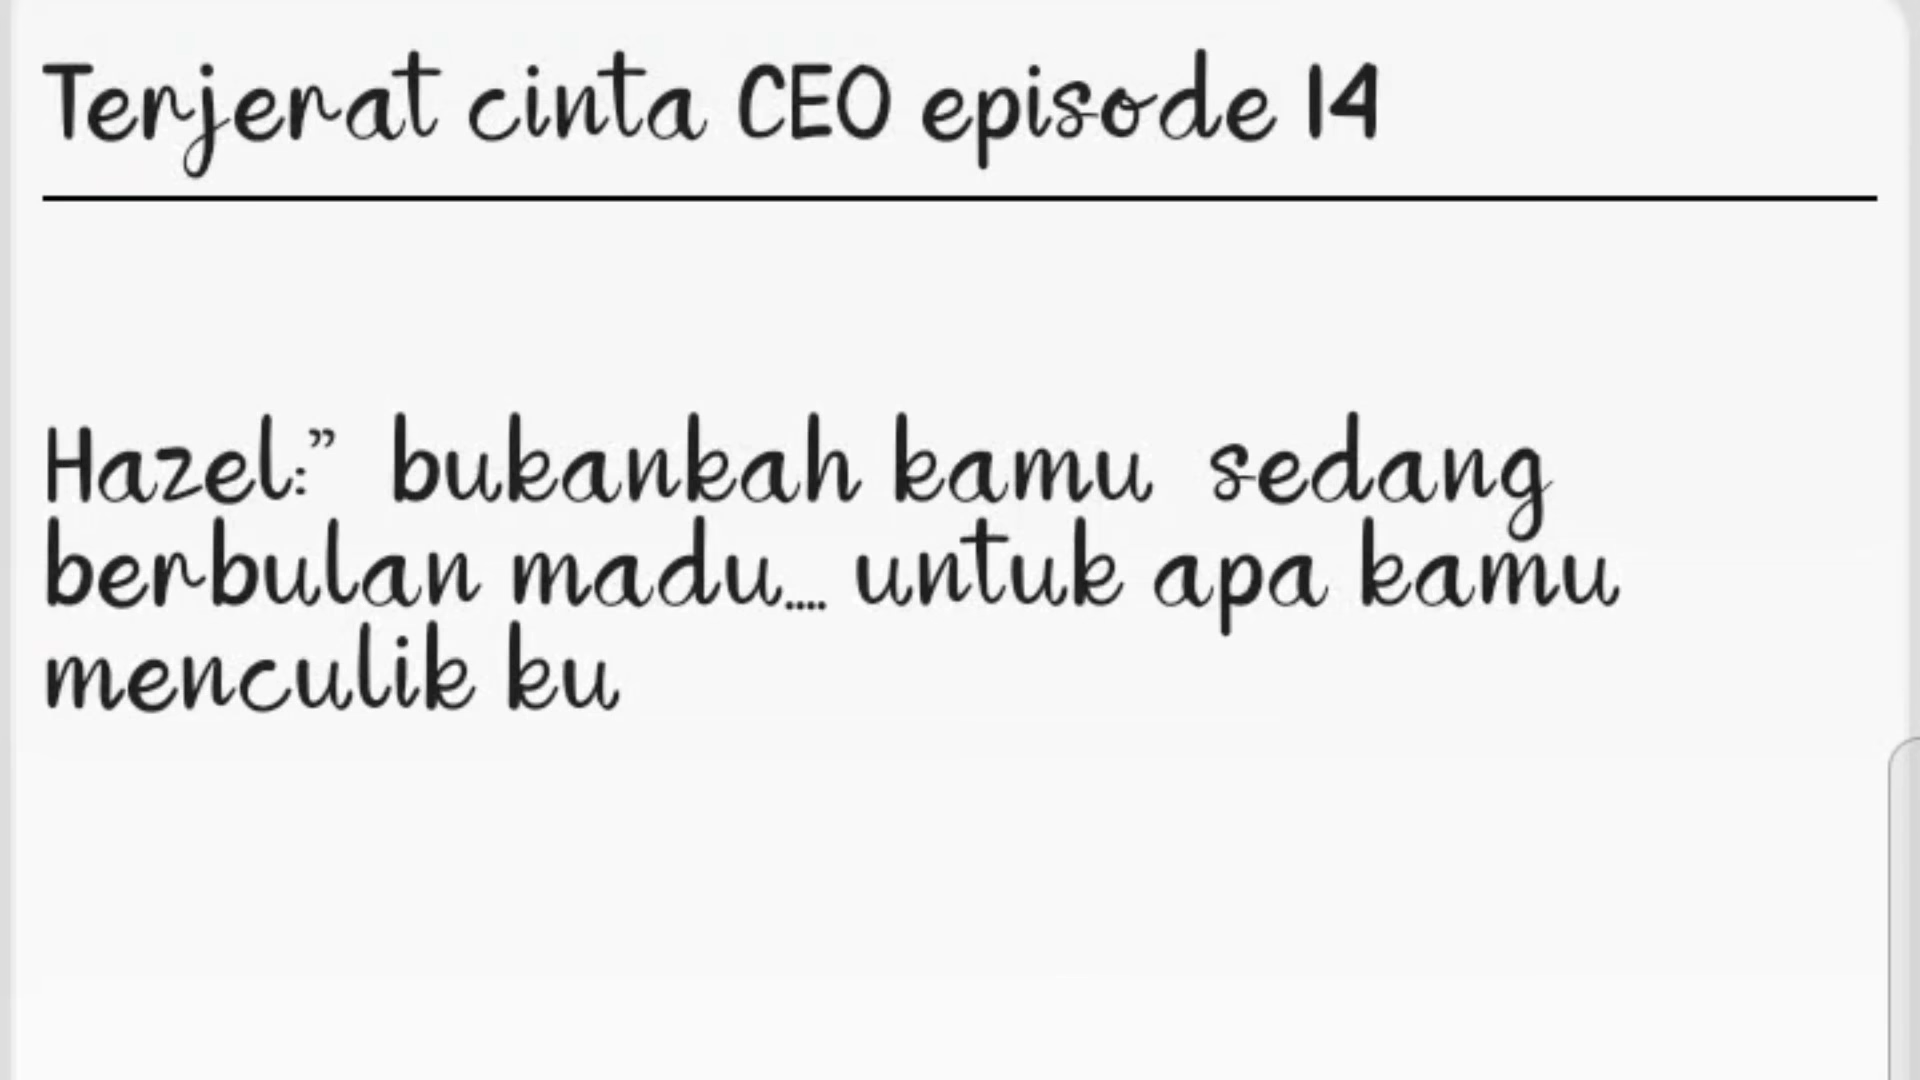 Terjerat cinta CEO episode 14
Hazel:” bukankah kamu  sedang
berbulan madu.... untuk apa kamu
menculik ku